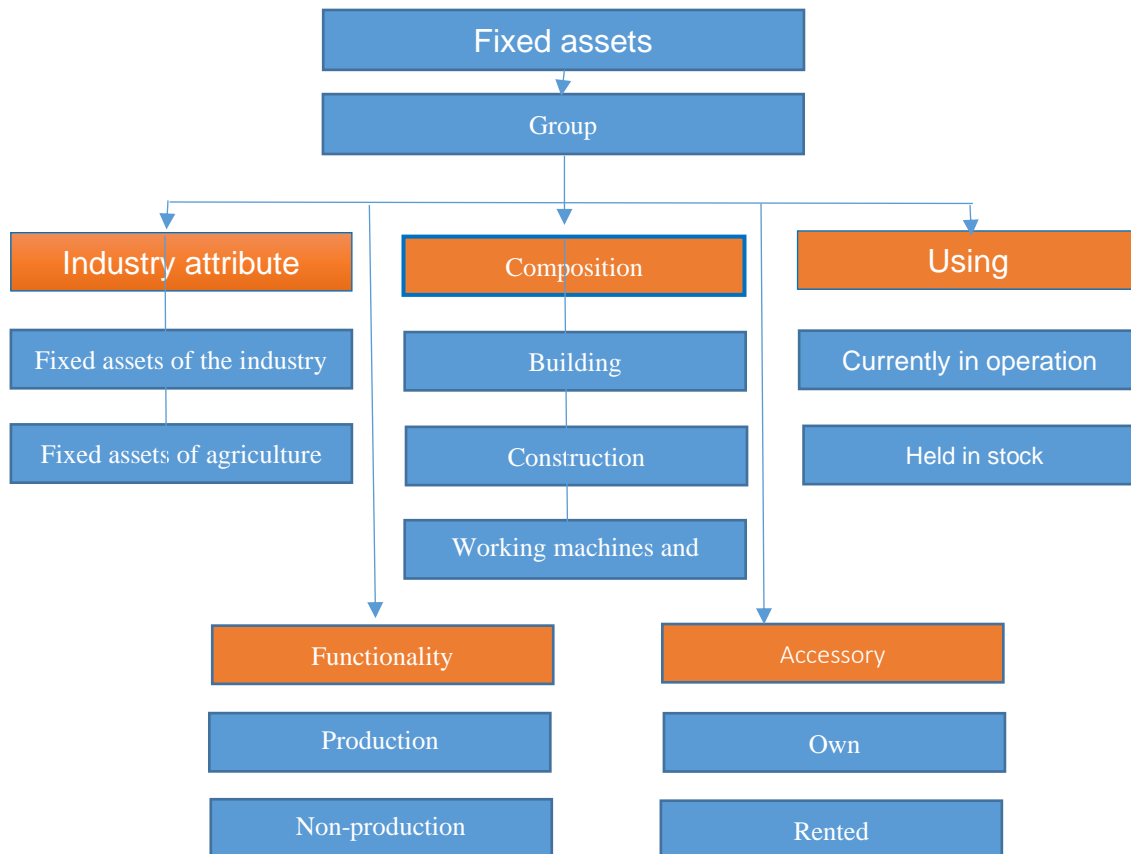 Fixed assets
Group
Industry attribute
Composition
Using
Fixed assets of the industry
Building
Currently in operation
Fixed assets of agriculture
Construction
Held in stock
Working machines and
Functionality
Accessory
Production
Own
Non-production
Rented